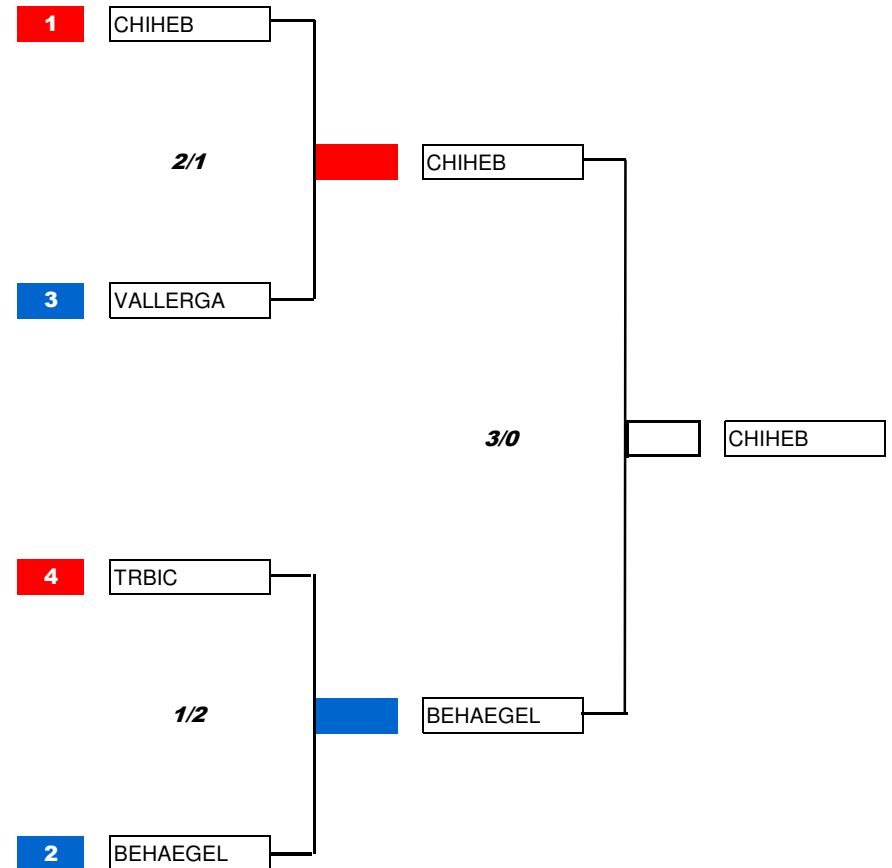 1 CHIHEB
2/1
CHIHEB
3 VALLERGA
3/0
CHIHEB
4 TRBIC
1/2
BEHAEGEL
2 BEHAEGEL